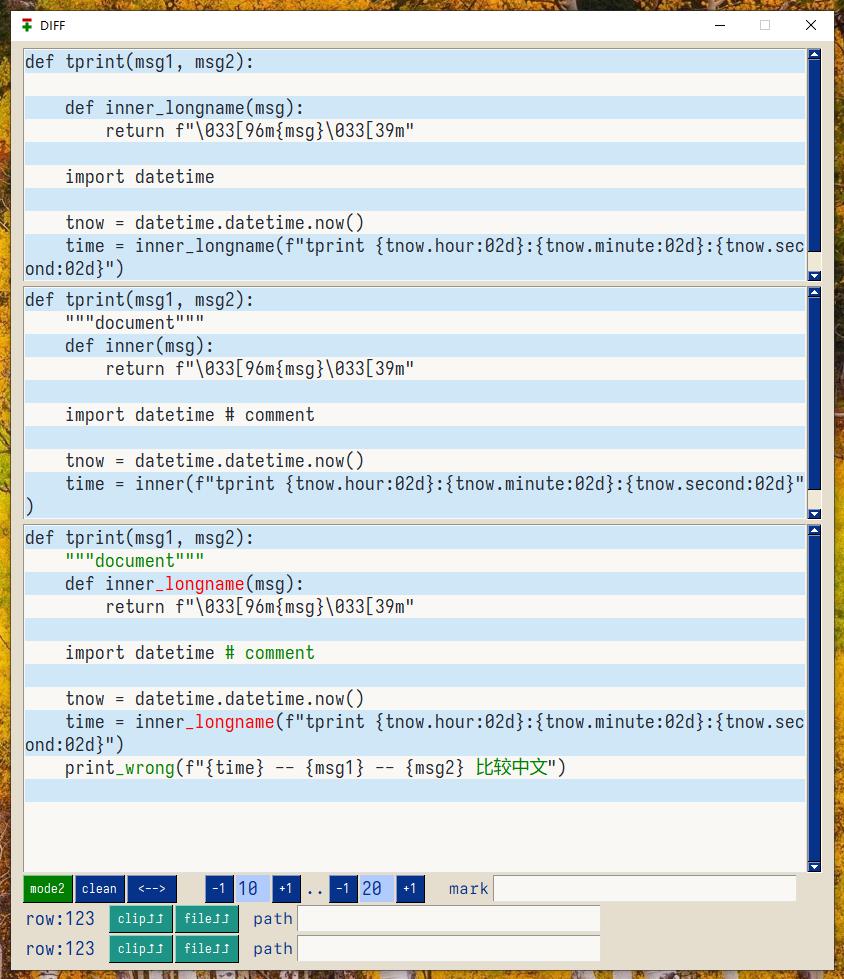 DIFF
def tprint(msg1, msg2):
def inner_longname(msg):
return f"\033[96m{msg}\033[39m"
import datetime
tnow = datetime.datetime.now()
time = inner_longname(f"tprint {tnow.hour:02d}:{tnow.minute:02d}:{tnow.sec
ond:02d}")
def tprint(msg1, msg2):
"""document"""
def inner(msg):
return f"\033[96m{msg}\033[39m"
import datetime # comment
tnow = datetime.datetime.now()
time = inner(f"tprint {tnow.hour:02d}:{tnow.minute:02d}:{tnow.second:02d}"
)
def tprint(msg1, msg2):
"""document"""
def inner_longname(msg):
return f"\033[96m{msg}\033[39m"
import datetime # comment
tnow = datetime.datetime.now()
time = inner_longname(f"tprint {tnow.hour:02d}:{tnow.minute:02d}:{tnow.sec
ond:02d}")
print_wrong(f"{time} -- {msg1} -- {msg2} 比较中文")
mode2 clean <--> -1 10 +1 .. -1 20 +1 mark
row:123 clip⮥⮥ file⮥⮥ path
row:123 clip⮥⮥ file⮥⮥ path